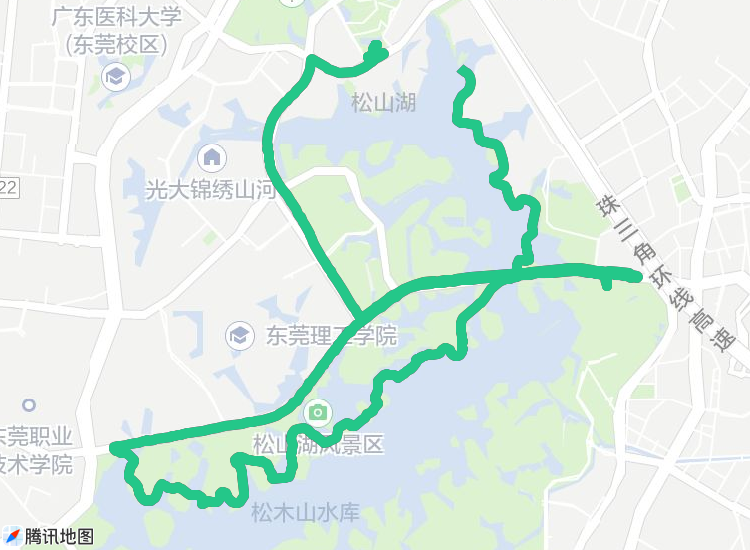 广东医科大学
(东莞校区)
松山湖
光大锦绣山河
22
珠三角环线高速
东莞理工学院
东莞职业
技术学院
松山湖风景区
松木山水库
腾讯地图